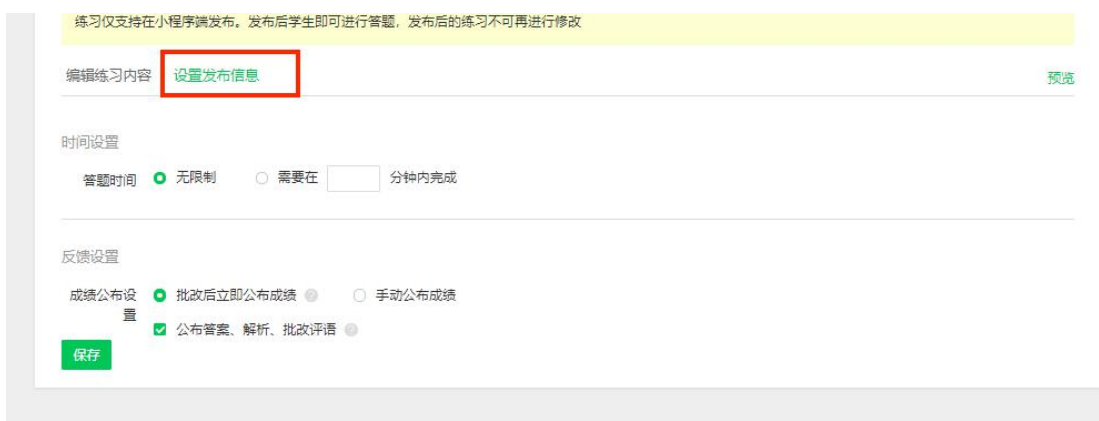 练习仅支持在小程序端发布。发布后学生即可进行答题，发布后的练习不可再进行修改
编辑练习内容 设置发布信息 预览
时间设置
答题时间 无限制 需要在 分钟内完成
反馈设置
成绩公布设置 批改后立即公布成绩 手动公布成绩
公布答案、解析、批改评语
保存